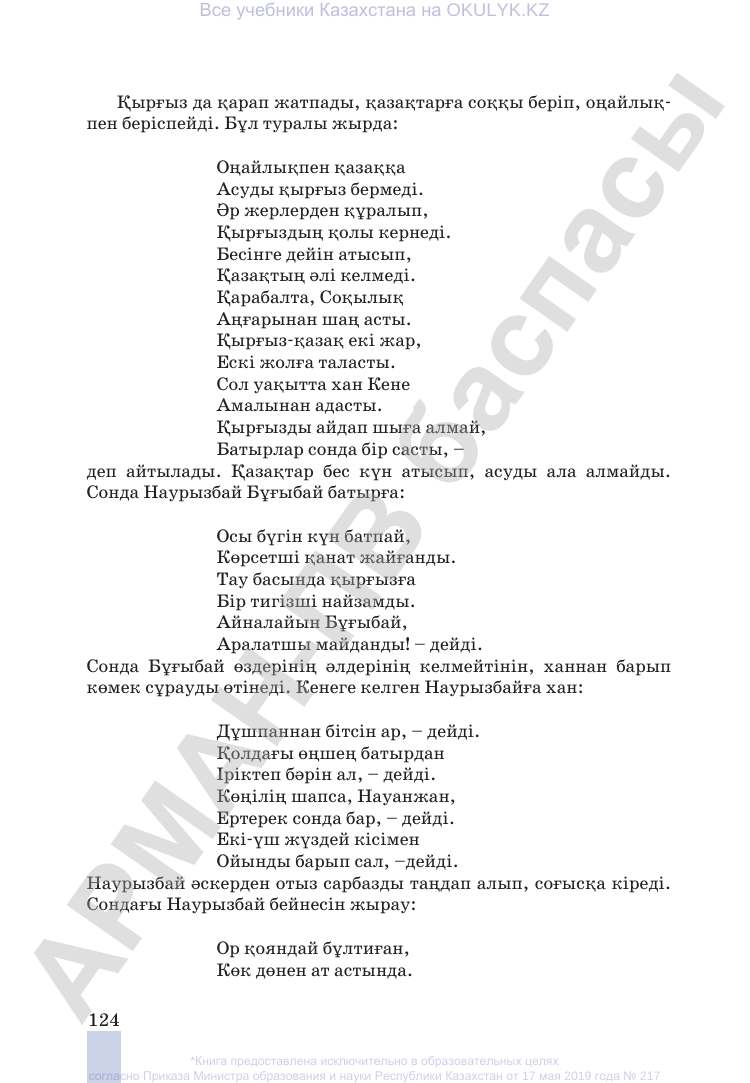 Все учебники Казахстана на OKULYK.KZ
Қырғыз да қарап жатпады, қазақтарға соққы беріп, оңайлық-
пен беріспейді. Бұл туралы жырда:
Оңайлықпен қазаққа
Асуды қырғыз бермеді.
Әр жерлерден құралып,
Қырғыздың қолы кернеді.
Бесінге дейін атысып,
Қазақтың әлі келмеді.
Қарабалта, Соқылық
Аңғарынан шаң асты.
Қырғыз-қазақ екі жар,
Ескі жолға таласты.
Сол уақытта хан Кене
Амалынан адасты.
Қырғызды айдап шыға алмай,
Батырлар сонда бір састы, –
деп айтылады. Қазақтар бес күн атысып, асуды ала алмайды.
Сонда Наурызбай Бұғыбай батырға:
Осы бүгін күн батпай,
Көрсетші қанат жайғанды.
Тау басында қырғызға
Бір тигізші найзамды.
Айналайын Бұғыбай,
Аралатшы майданды! – дейді.
Сонда Бұғыбай өздерінің әлдерінің келмейтінін, ханнан барып
көмек сұрауды өтінеді. Кенеге келген Наурызбайға хан:
Дұшпаннан бітсін ар, – дейді.
Қолдағы өңшең батырдан
Іріктеп бәрін ал, – дейді.
Көңілің шапса, Науанжан,
Ертерек сонда бар, – дейді.
Екі-үш жүздей кісімен
Ойынды барып сал, –дейді.
Наурызбай әскерден отыз сарбазды таңдап алып, соғысқа кіреді.
Сондағы Наурызбай бейнесін жырау:
Ор қояндай бұлтиған,
Көк дөнен ат астында.
АРМАН-ПВ баспасы
124
*Книга предоставлена исключительно в образовательных целях
согласно Приказа Министра образования и науки Республики Казахстан от 17 мая 2019 года № 217